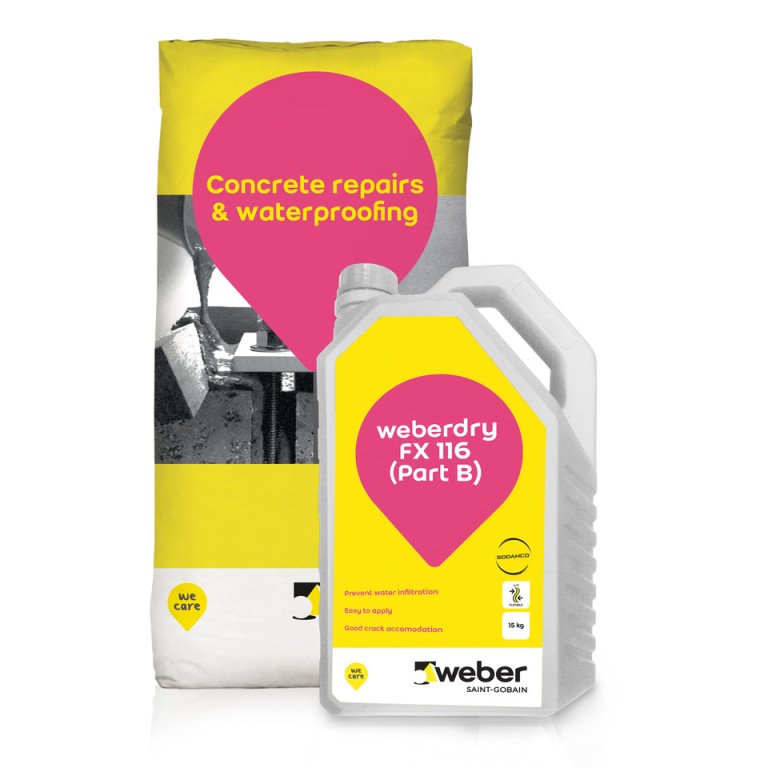 Concrete repairs
& waterproofing
we
care
weberdry
FX 116
(Part B)
SODAMCO
Prevent water infiltration
Easy to apply
Good crack accomodation
FLEXIBLE
15 kg
we
care
weber
SAINT-GOBAIN